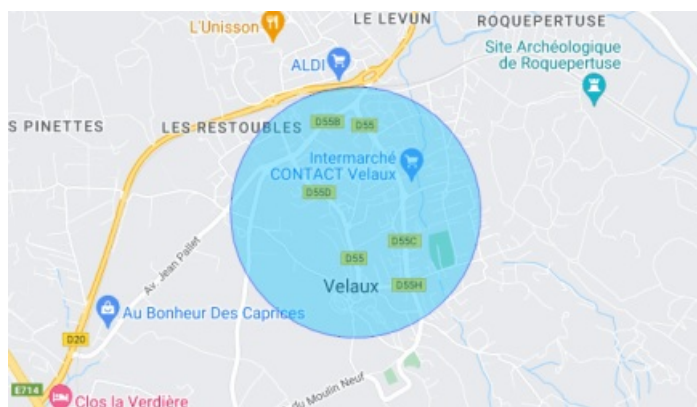 LE LEVUN
ROQUEPERTUSE
L'Unisson
Site Archéologique
de Roquepertuse
ALDI
S PINETTES
LES RESTOUBLES
D55B
D55
Intermarché
CONTACT Velaux
D55D
Av. Jean Pallet
D55C
D55
Velaux
D55H
Au Bonheur Des Caprices
D20
E714
Clos la Verdière
du Moulin Neuf